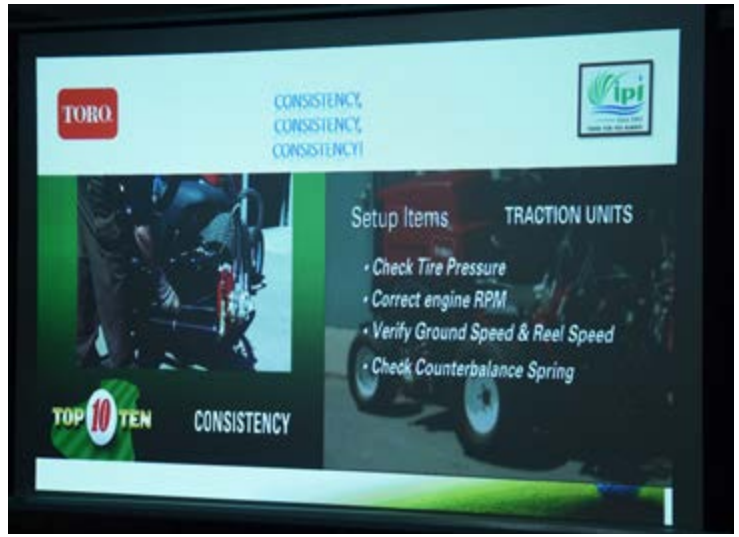 TORO.
CONSISTENCY,
CONSISTENCY,
CONSISTENCY!
ipi
Setup Items TRACTION UNITS
• Check Tire Pressure
• Correct engine RPM
• Verify Ground Speed & Reel Speed
• Check Counterbalance Spring
TOP 10 TEN CONSISTENCY